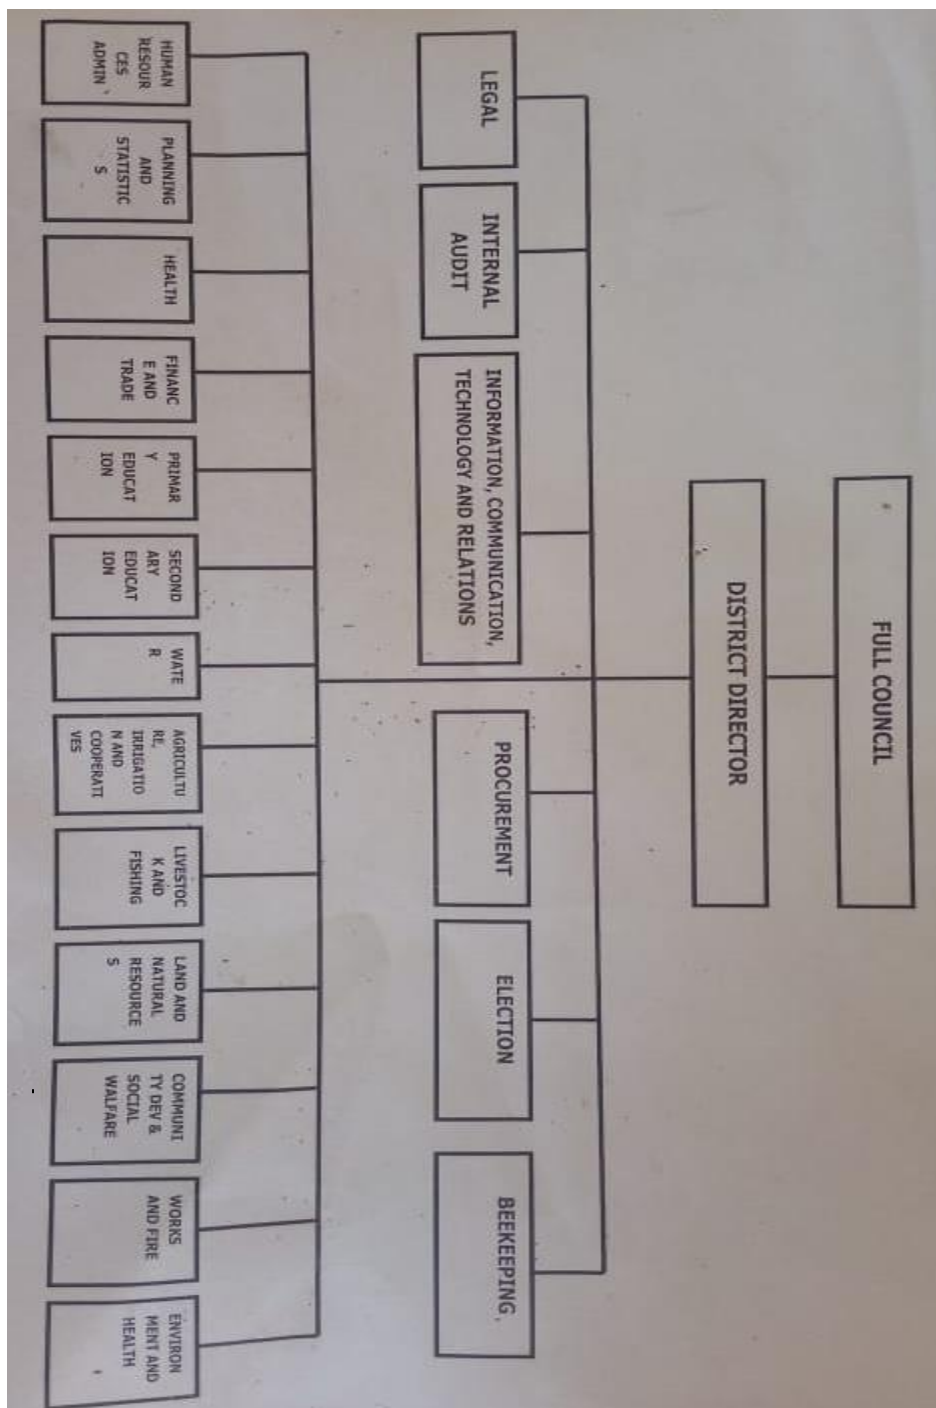 FULL COUNCIL
DISTRICT DIRECTOR
LEGAL
INTERNAL
AUDIT
INFORMATION, COMMUNICATION,
TECHNOLOGY AND RELATIONS
PROCUREMENT
ELECTION
BEEKEEPING,
HUMAN
RESOUR
CES
ADMIN
PLANNING
AND
STATISTIC
S
HEALTH
FINANC
E AND
TRADE
PRIMAR
Y
EDUCAT
ION
SECOND
ARY
EDUCAT
ION
WATE
R
AGRICULTU
RE,
IRRIGATIO
N AND
COOPERATI
VES
LIVESTOC
K AND
FISHING
LAND AND
NATURAL
RESOURCE
S
COMMUNI
TY DEV &
SOCIAL
WALFARE
WORKS
AND FIRE
ENVIRON
MENT AND
HEALTH